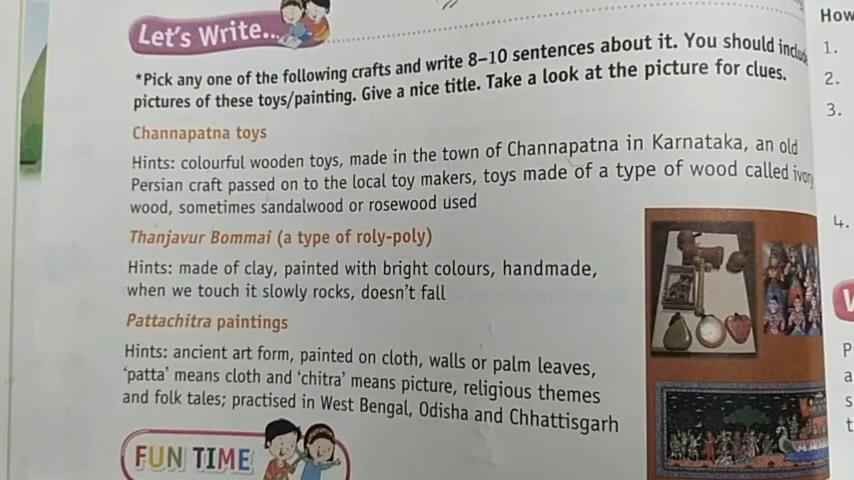 Let's Write...
*Pick any one of the following crafts and write 8–10 sentences about it. You should include
pictures of these toys/painting. Give a nice title. Take a look at the picture for clues.
Channapatna toys
Hints: colourful wooden toys, made in the town of Channapatna in Karnataka, an old
Persian craft passed on to the local toy makers, toys made of a type of wood called ivory
wood, sometimes sandalwood or rosewood used
Thanjavur Bommai (a type of roly-poly)
Hints: made of clay, painted with bright colours, handmade,
when we touch it slowly rocks, doesn't fall
Pattachitra paintings
Hints: ancient art form, painted on cloth, walls or palm leaves,
'patta' means cloth and 'chitra' means picture, religious themes
and folk tales; practised in West Bengal, Odisha and Chhattisgarh
FUN TIME
How
1.
2.
3.
4.